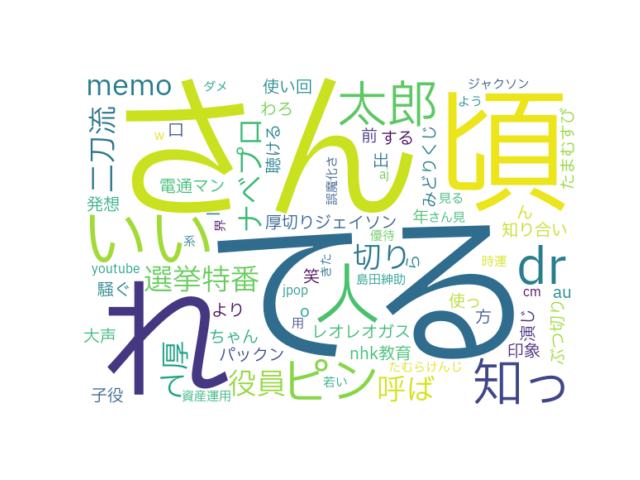 memo
ダメ
使い回
ジャクソン
よう
さん
太郎
頃
わろ
口
w
二刀流
ナベプロ
聴ける
前
する
みどりくじ
たまむすび
出
誤魔化さ
aj
電通マン
見る
発想
年さん見
ん
いい
界
厚切りジェイソン
知り合い
系
優待
てる
切り
ら
dr
youtube
選挙特番
笑
きた
時運
騒ぐ
jpop
人
島田紳助
cm
au
れ
より
o
用
使っ
方
演じ
ぶつ切り
大声
て厚
ちゃん
レオレオガス
パックン
nhk教育
印象
役員
ピン
たむらけんじ
呼ば
知っ
子役
資産運用
若い